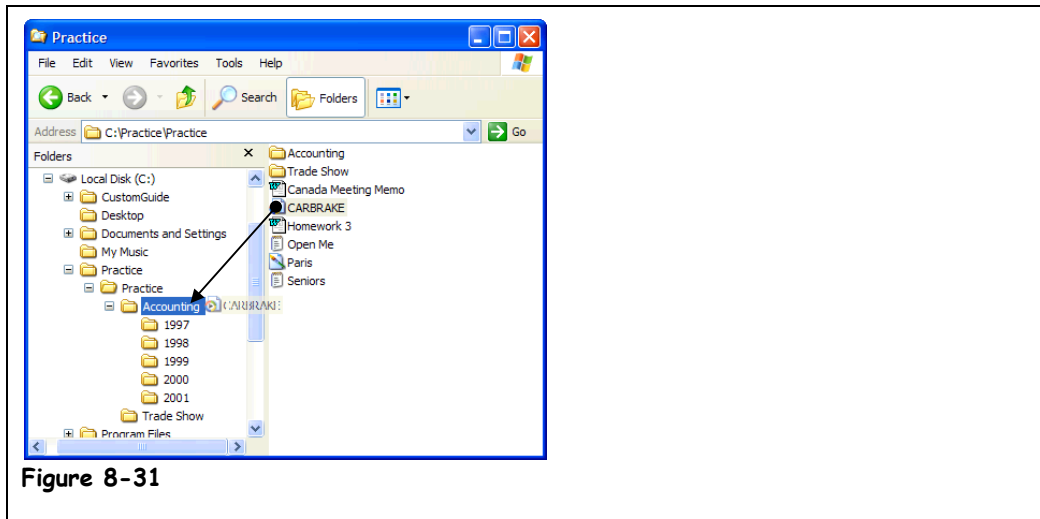 Practice
File Edit View Favorites Tools Help
Back Search Folders
Address C:\Practice\Practice Go
Folders
Local Disk (C:)
CustomGuide
Desktop
Documents and Settings
My Music
Practice
Practice
Accounting CARBRAKE
1997
1998
1999
2000
2001
Trade Show
Program Files
Accounting
Trade Show
Canada Meeting Memo
CARBRAKE
Homework 3
Open Me
Paris
Seniors
Figure 8-31